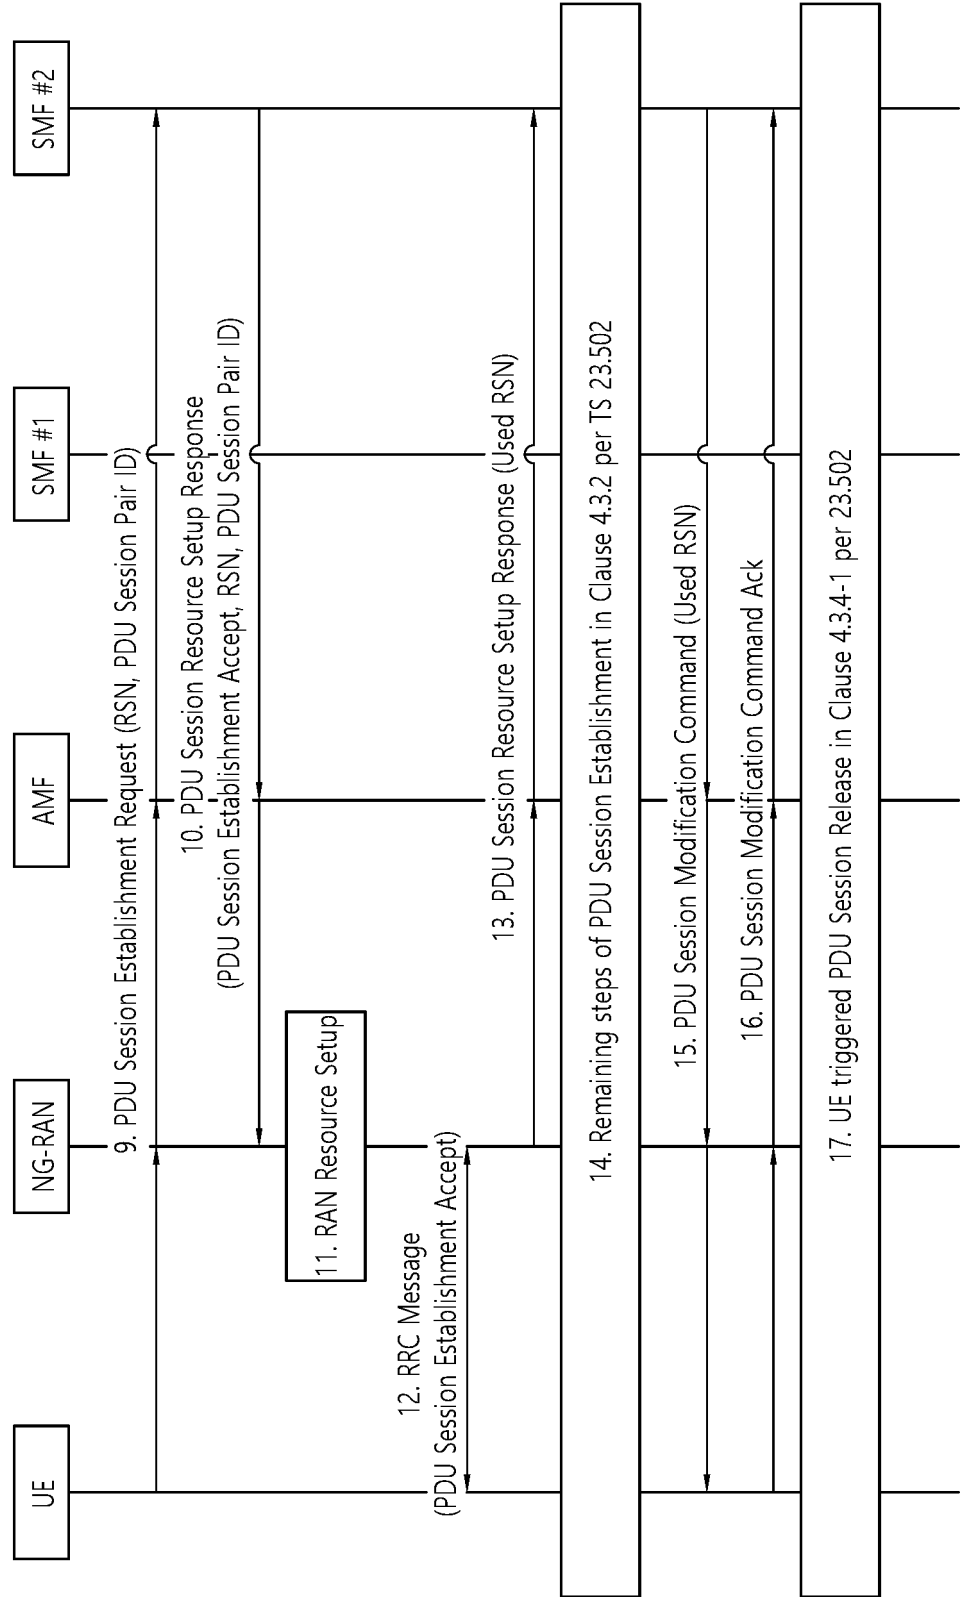 UE
NG-RAN
AMF
SMF #1
SMF #2
9. PDU Session Establishment Request (RSN, PDU Session Pair ID)
10. PDU Session Resource Setup Response
(PDU Session Establishment Accept, RSN, PDU Session Pair ID)
11. RAN Resource Setup
12. RRC Message
(PDU Session Establishment Accept)
13. PDU Session Resource Setup Response (Used RSN)
14. Remaining steps of PDU Session Establishment in Clause 4.3.2 per TS 23.502
15. PDU Session Modification Command (Used RSN)
16. PDU Session Modification Command Ack
17. UE triggered PDU Session Release in Clause 4.3.4-1 per 23.502